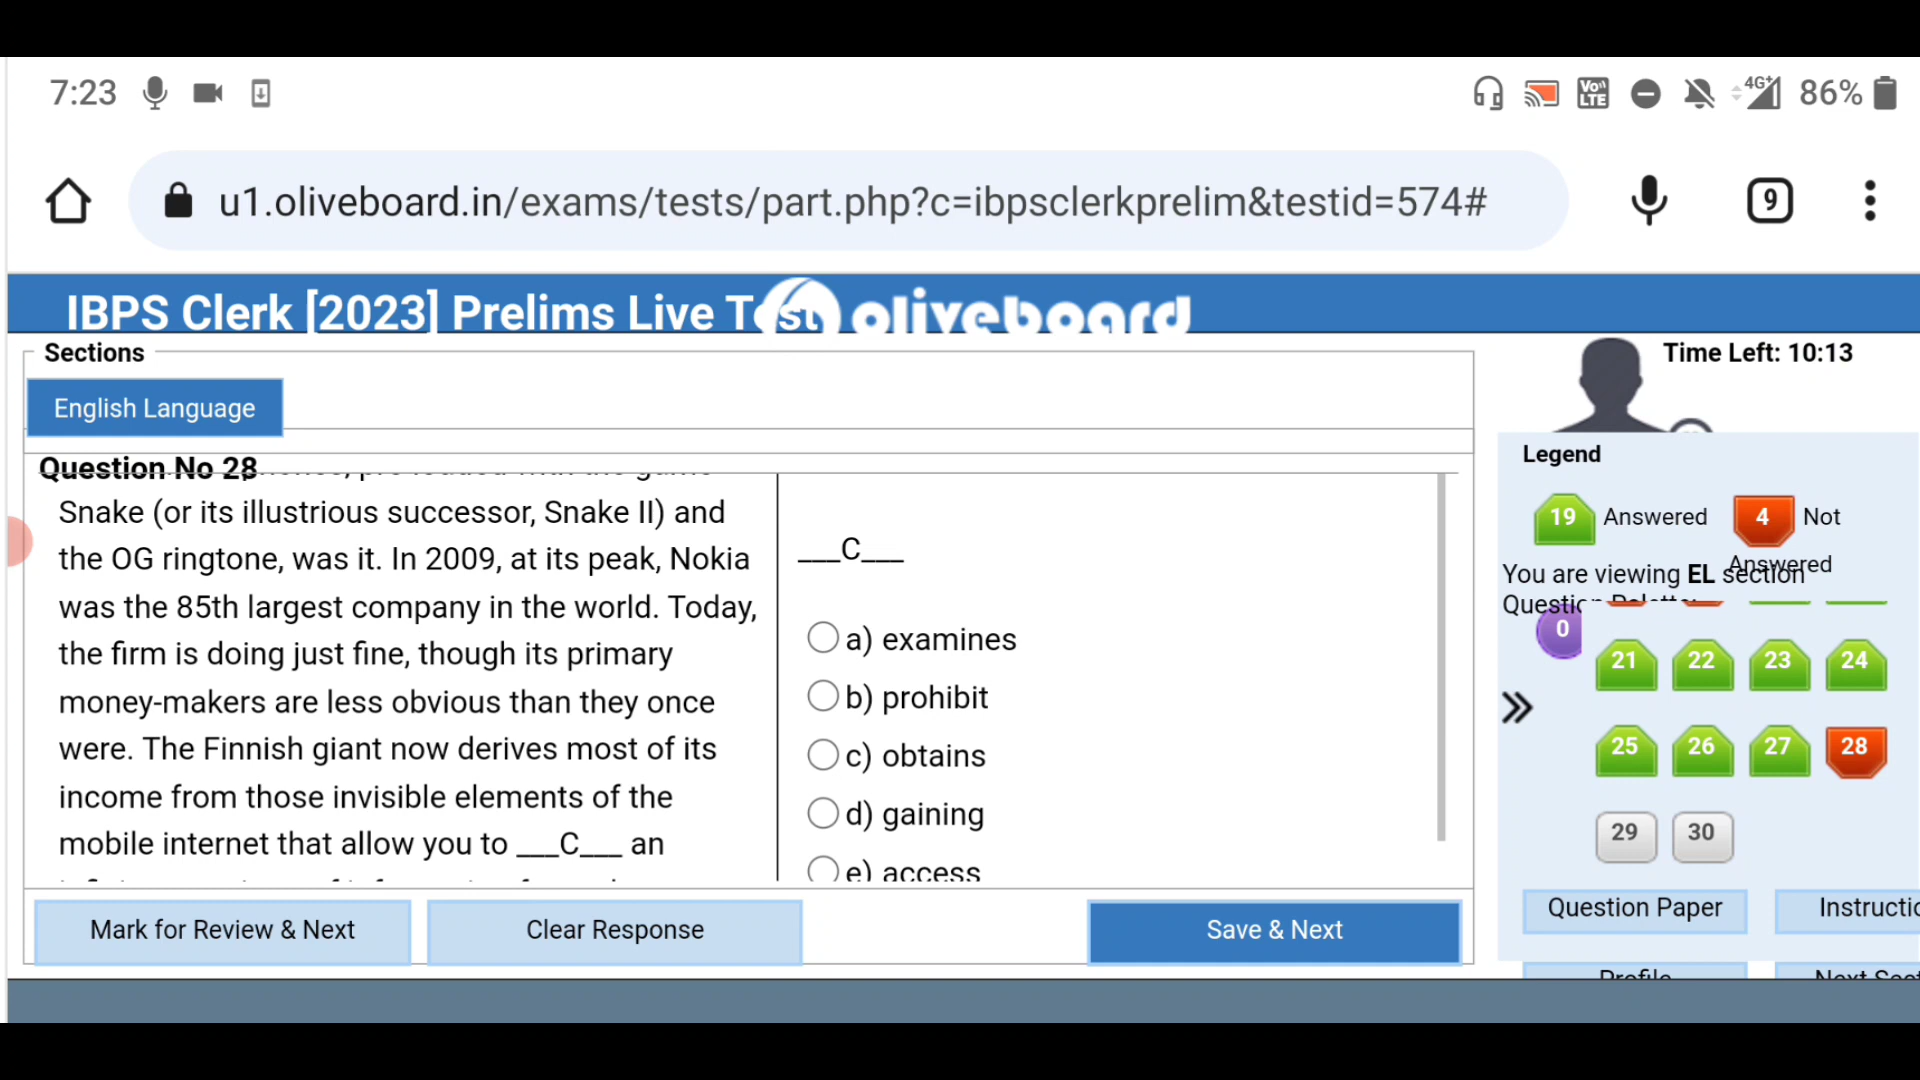 7:23
VoLTE 4G+ 86%
u1.oliveboard.in/exams/tests/part.php?c=ibpsclerkprelim&testid=574#
9
IBPS Clerk [2023] Prelims Live Test oliveboard
Sections
Time Left: 10:13
English Language
Question No 28
Snake (or its illustrious successor, Snake II) and
the OG ringtone, was it. In 2009, at its peak, Nokia
was the 85th largest company in the world. Today,
the firm is doing just fine, though its primary
money-makers are less obvious than they once
were. The Finnish giant now derives most of its
income from those invisible elements of the
mobile internet that allow you to ___C___ an
___C___
a) examines
b) prohibit
c) obtains
d) gaining
e) access
Mark for Review & Next
Clear Response
Save & Next
Legend
19 Answered 4 Not
Answered
You are viewing EL section
Question Palette:
0
21 22 23 24
25 26 27 28
29 30
Question Paper
Profile